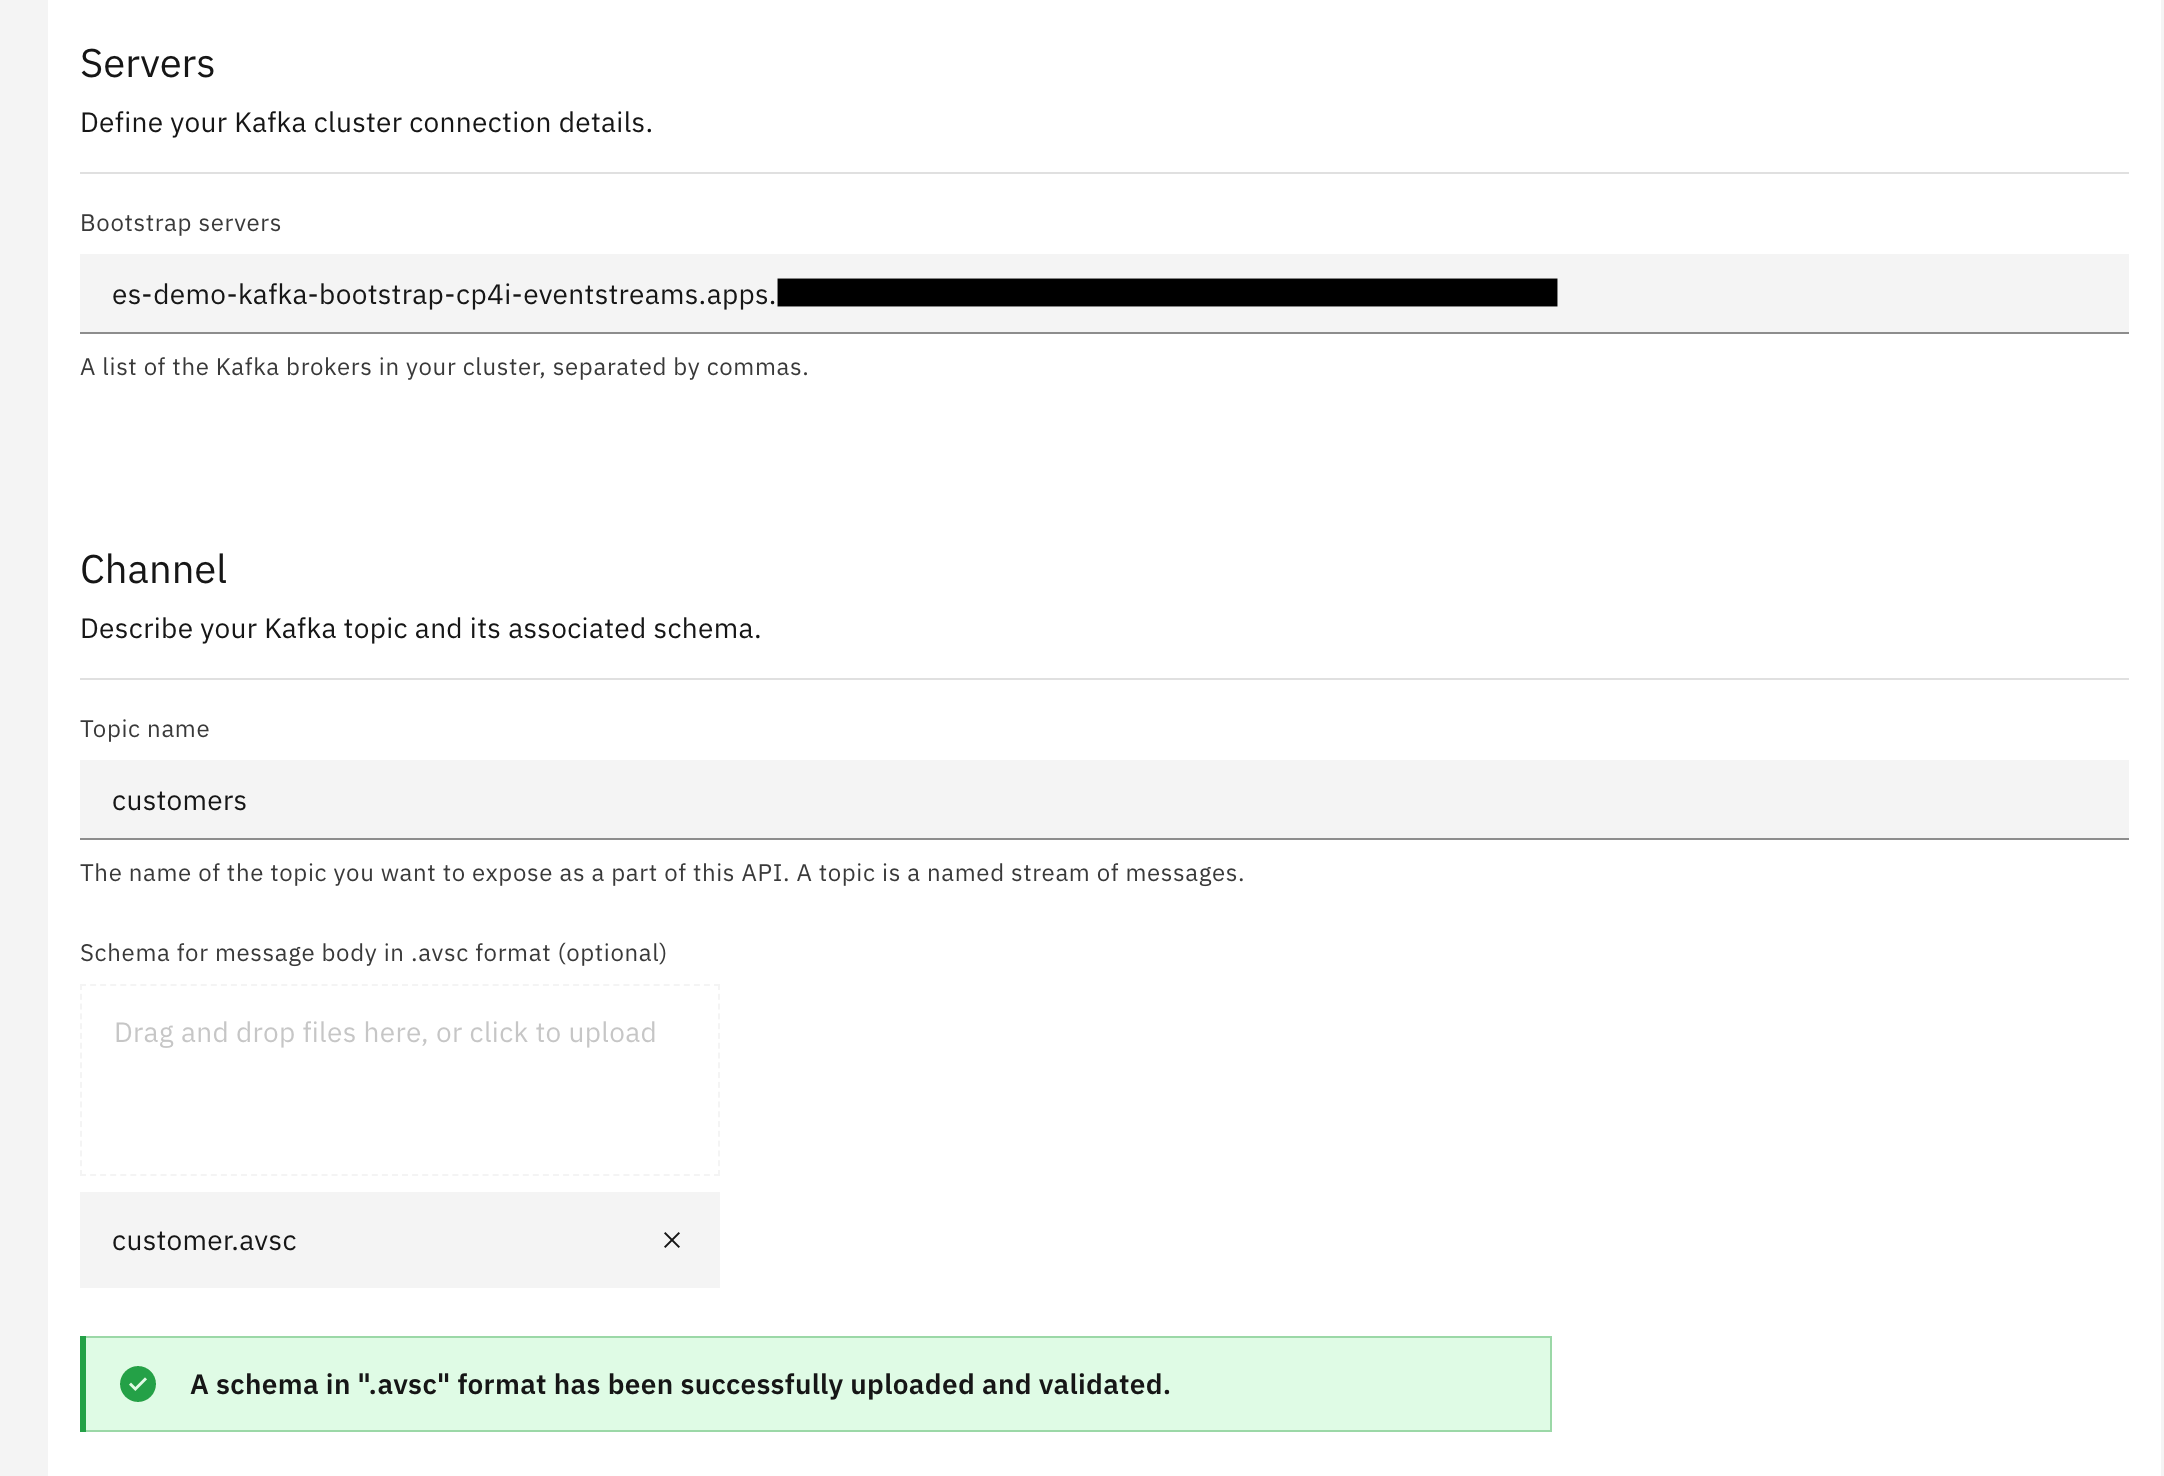 Servers
Define your Kafka cluster connection details.
Bootstrap servers
es-demo-kafka-bootstrap-cp4i-eventstreams.apps.
A list of the Kafka brokers in your cluster, separated by commas.
Channel
Describe your Kafka topic and its associated schema.
Topic name
customers
The name of the topic you want to expose as a part of this API. A topic is a named stream of messages.
Schema for message body in .avsc format (optional)
Drag and drop files here, or click to upload
customer.avsc
A schema in ".avsc" format has been successfully uploaded and validated.